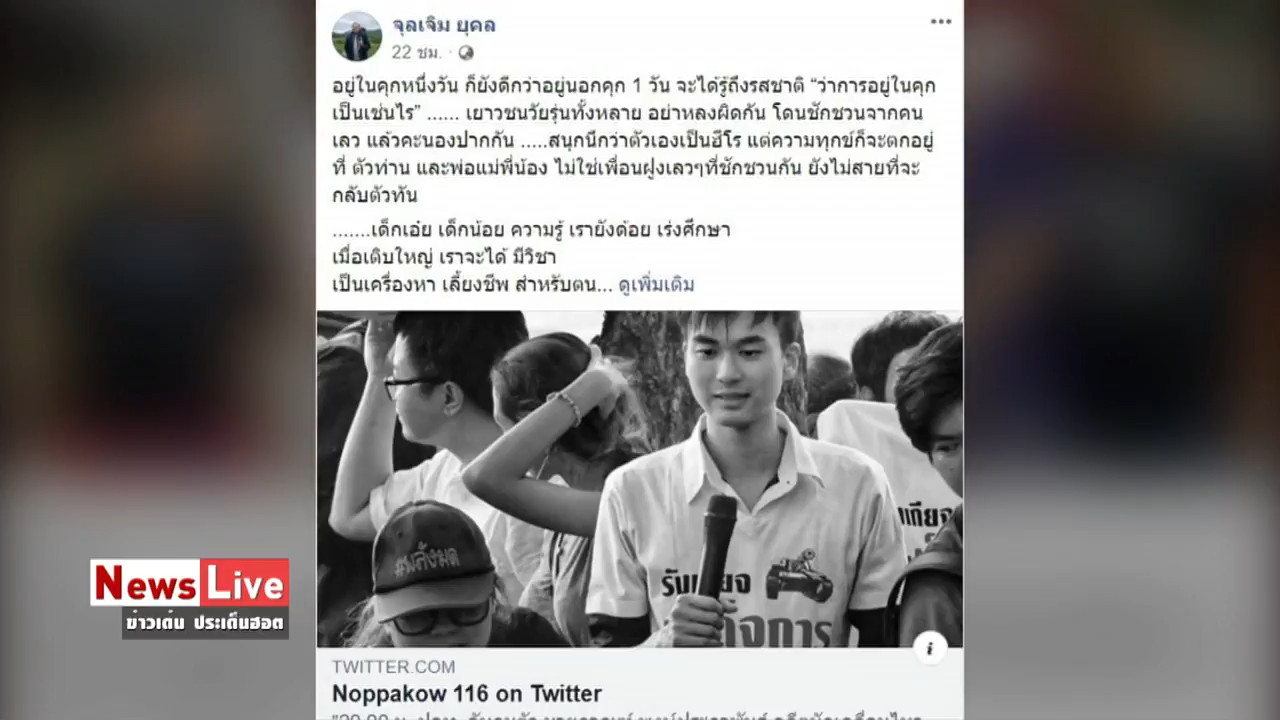 จุลเจิม ยุคล
22 ชม. ·
อยู่ในคุกหนึ่งวัน ก็ยังดีกว่าอยู่นอกคุก 1 วัน จะได้รู้ถึงรสชาติ “ว่าการอยู่ในคุก
เป็นเช่นไร” ...... เยาวชนวัยรุ่นทั้งหลาย อย่าหลงผิดกัน โดนชักชวนจากคน
เลว แล้วคะนองปากกัน .....สนุกนึกว่าตัวเองเป็นฮีโร แต่ความทุกข์ก็จะตกอยู่
ที่ ตัวท่าน และพ่อแม่พี่น้อง ไม่ใช่เพื่อนฝูงเลวๆที่ชักชวนกัน ยังไม่สายที่จะ
กลับตัวทัน
.......เด็กเอ๋ย เด็กน้อย ความรู้ เรายังด้อย เร่งศึกษา
เมื่อเติบใหญ่ เราจะได้ มีวิชา
เป็นเครื่องหา เลี้ยงชีพ สำหรับตน... ดูเพิ่มเติม
#พลังมด
NewsLive
ข่าวเด่น ประเด็นฮอต
TWITTER.COM
Noppakow 116 on Twitter